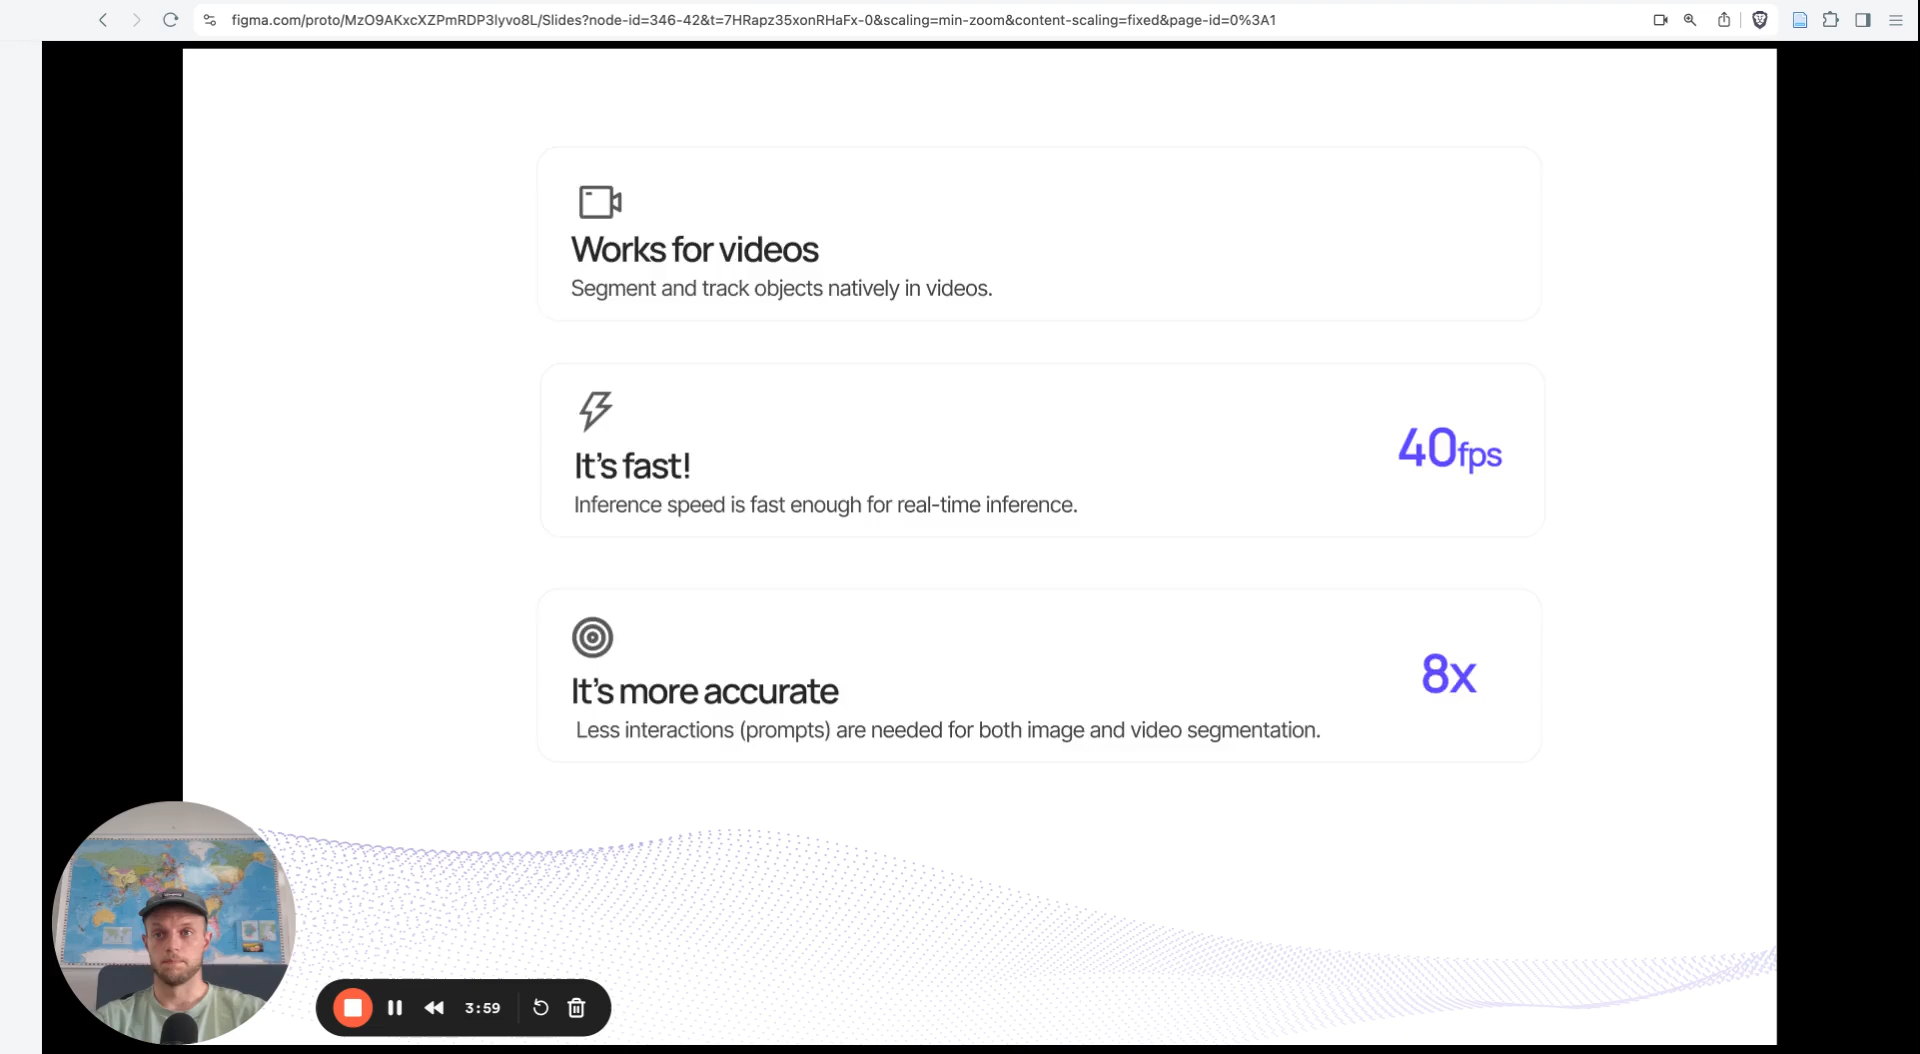 figma.com/proto/MzO9AKxcXZPmRDP3lyvo8L/Slides?node-id=346-42&t=7HRapz35xonRHaFx-0&scaling=min-zoom&content-scaling=fixed&page-id=0%3A1
Works for videos
Segment and track objects natively in videos.
It's fast!
Inference speed is fast enough for real-time inference.
40fps
It's more accurate
Less interactions (prompts) are needed for both image and video segmentation.
8x
3:59